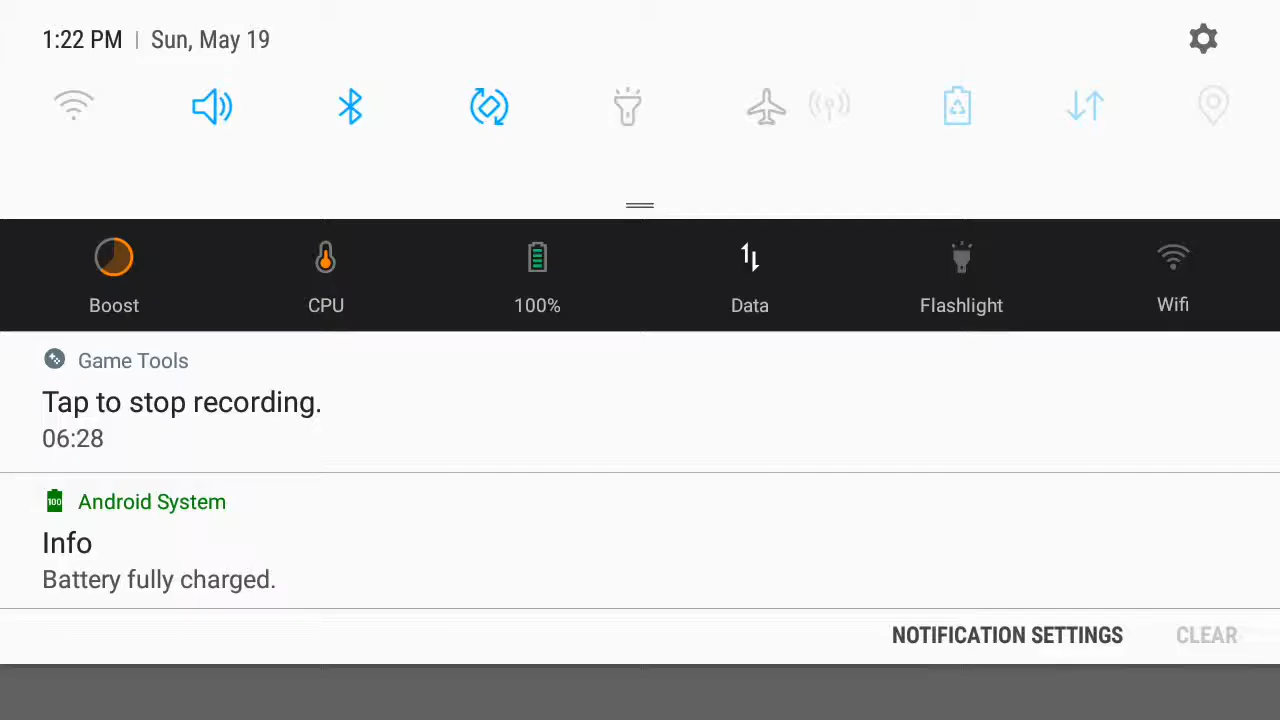 1:22 PM | Sun, May 19
Boost CPU 100% Data Flashlight Wifi
Game Tools
Tap to stop recording.
06:28
100 Android System
Info
Battery fully charged.
NOTIFICATION SETTINGS CLEAR